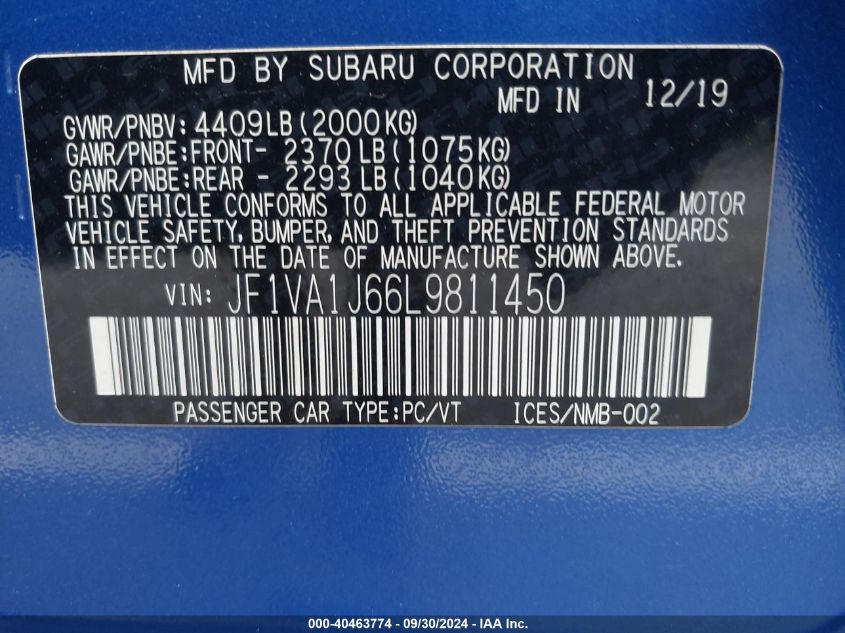 MFD BY SUBARU CORPORATION
MFD IN 12/19
GVWR/PNBV: 4409LB (2000KG)
GAWR/PNBE:FRONT- 2370 LB (1075KG)
GAWR/PNBE:REAR - 2293 LB (1040KG)
THIS VEHICLE CONFORMS TO ALL APPLICABLE FEDERAL MOTOR
VEHICLE SAFETY, BUMPER, AND THEFT PREVENTION STANDARDS
IN EFFECT ON THE DATE OF MANUFACTURE SHOWN ABOVE.
VIN: JF1VA1J66L9811450
PASSENGER CAR TYPE:PC/VT ICES/NMB-002
000-40463774 - 09/30/2024 - IAA Inc.